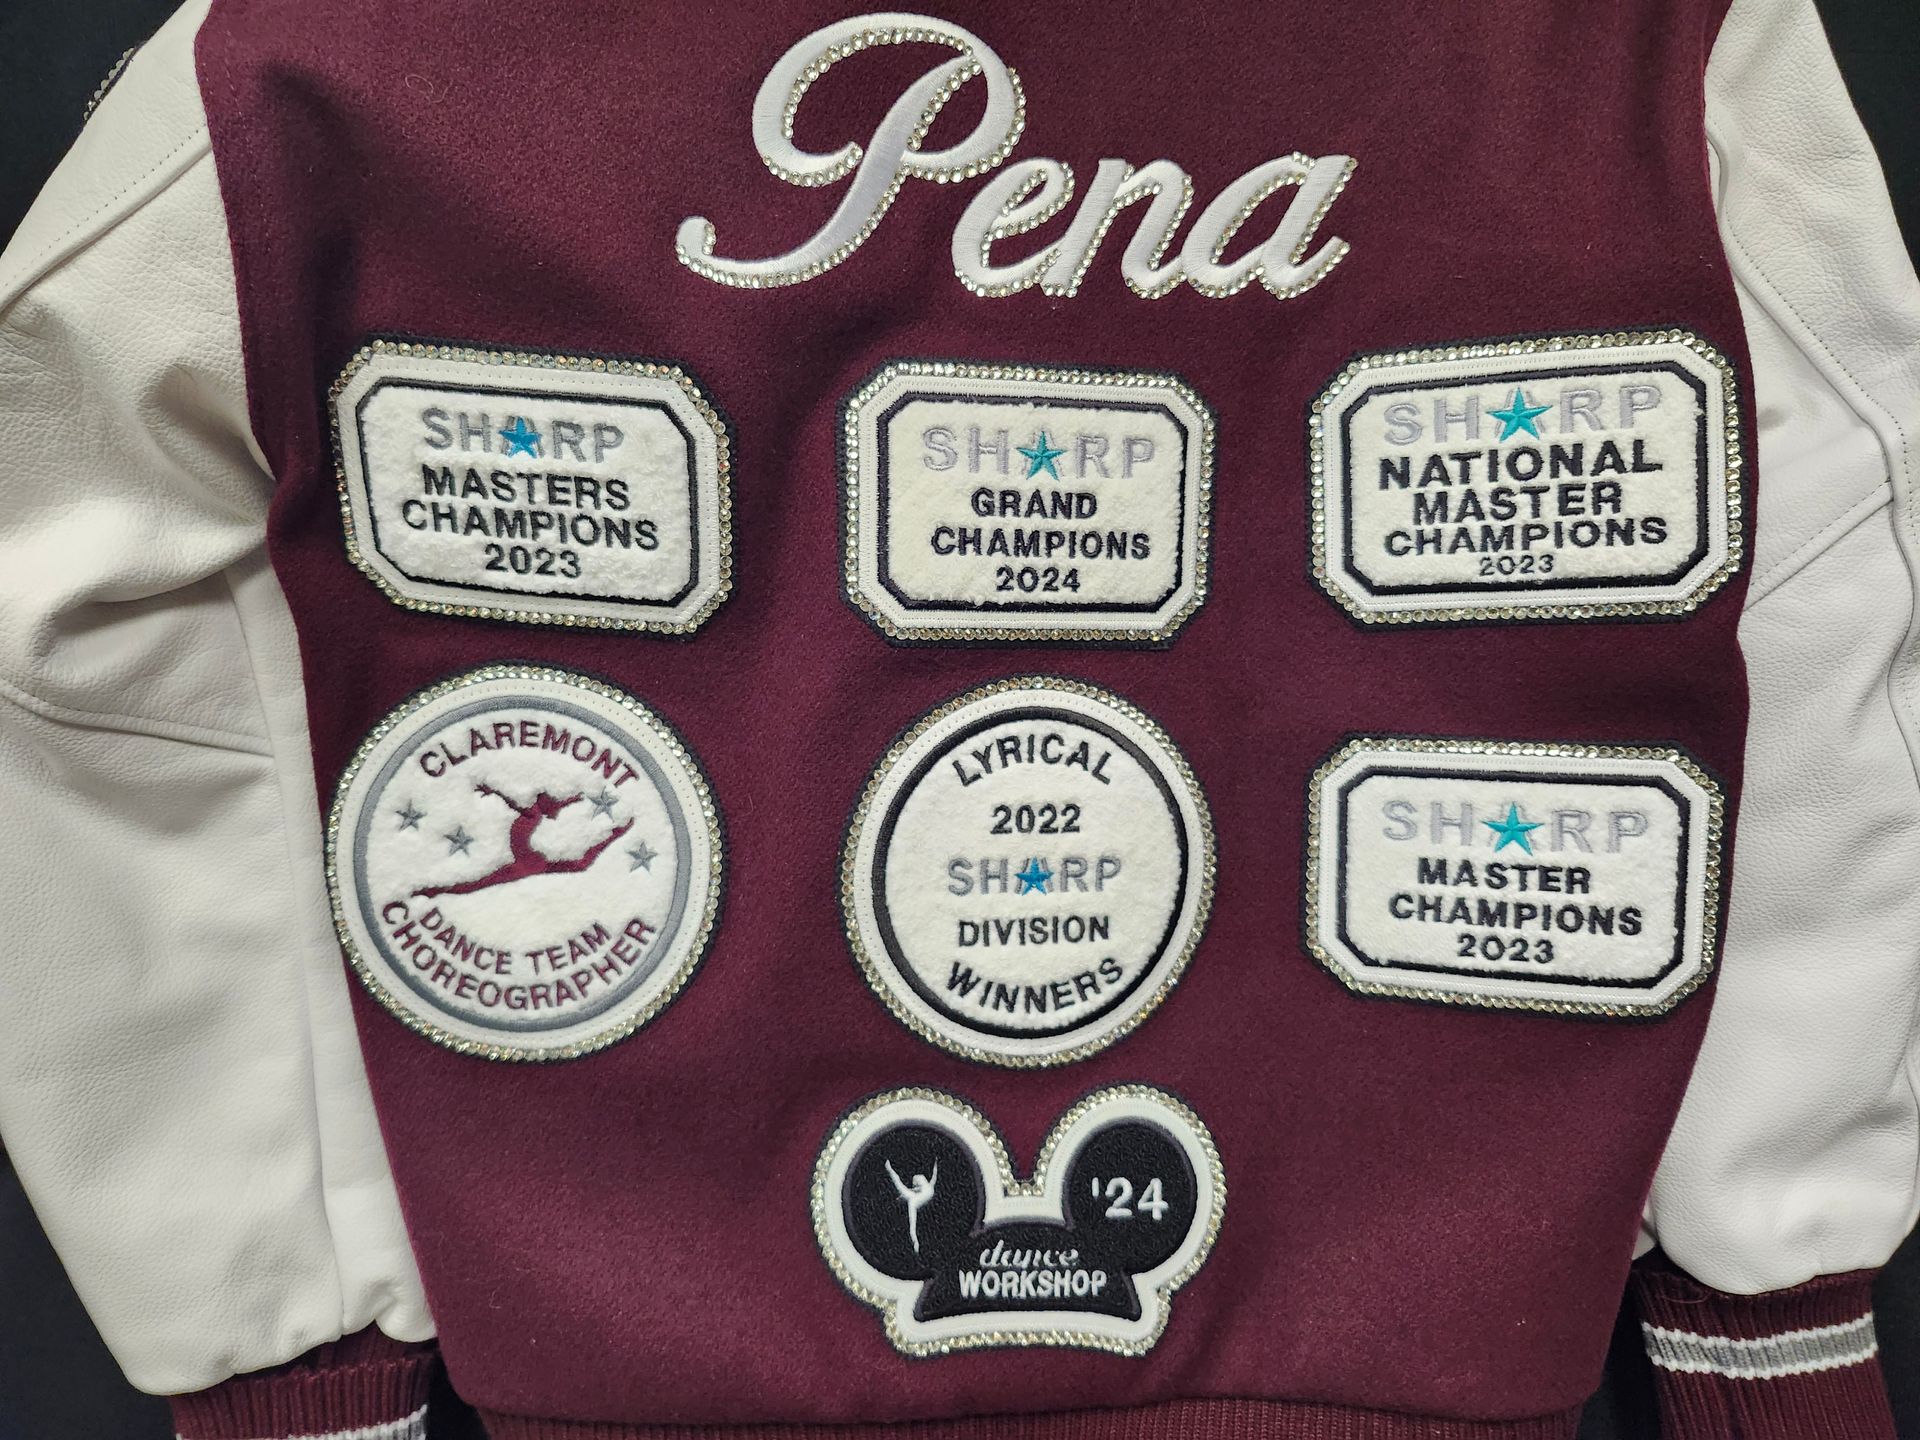 Pena
SHARP
MASTERS
CHAMPIONS
2023
SHARP
GRAND
CHAMPIONS
2024
SHARP
NATIONAL
MASTER
CHAMPIONS
2023
CLAREMONT
DANCE TEAM
CHOREOGRAPHER
LYRICAL
2022
SHARP
DIVISION
WINNERS
SHARP
MASTER
CHAMPIONS
2023
'24
dance
WORKSHOP